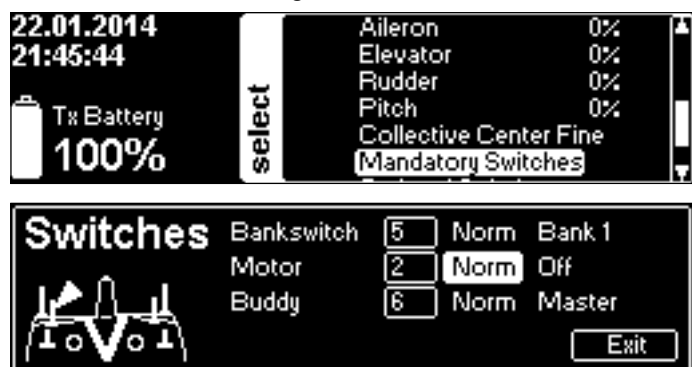 22.01.2014
21:45:44
Tx Battery
100%
select
Aileron 0%
Elevator 0%
Rudder 0%
Pitch 0%
Collective Center Fine
Mandatory Switches
Switches
Bankswitch 5 Norm Bank 1
Motor 2 Norm Off
Buddy 6 Norm Master
Exit